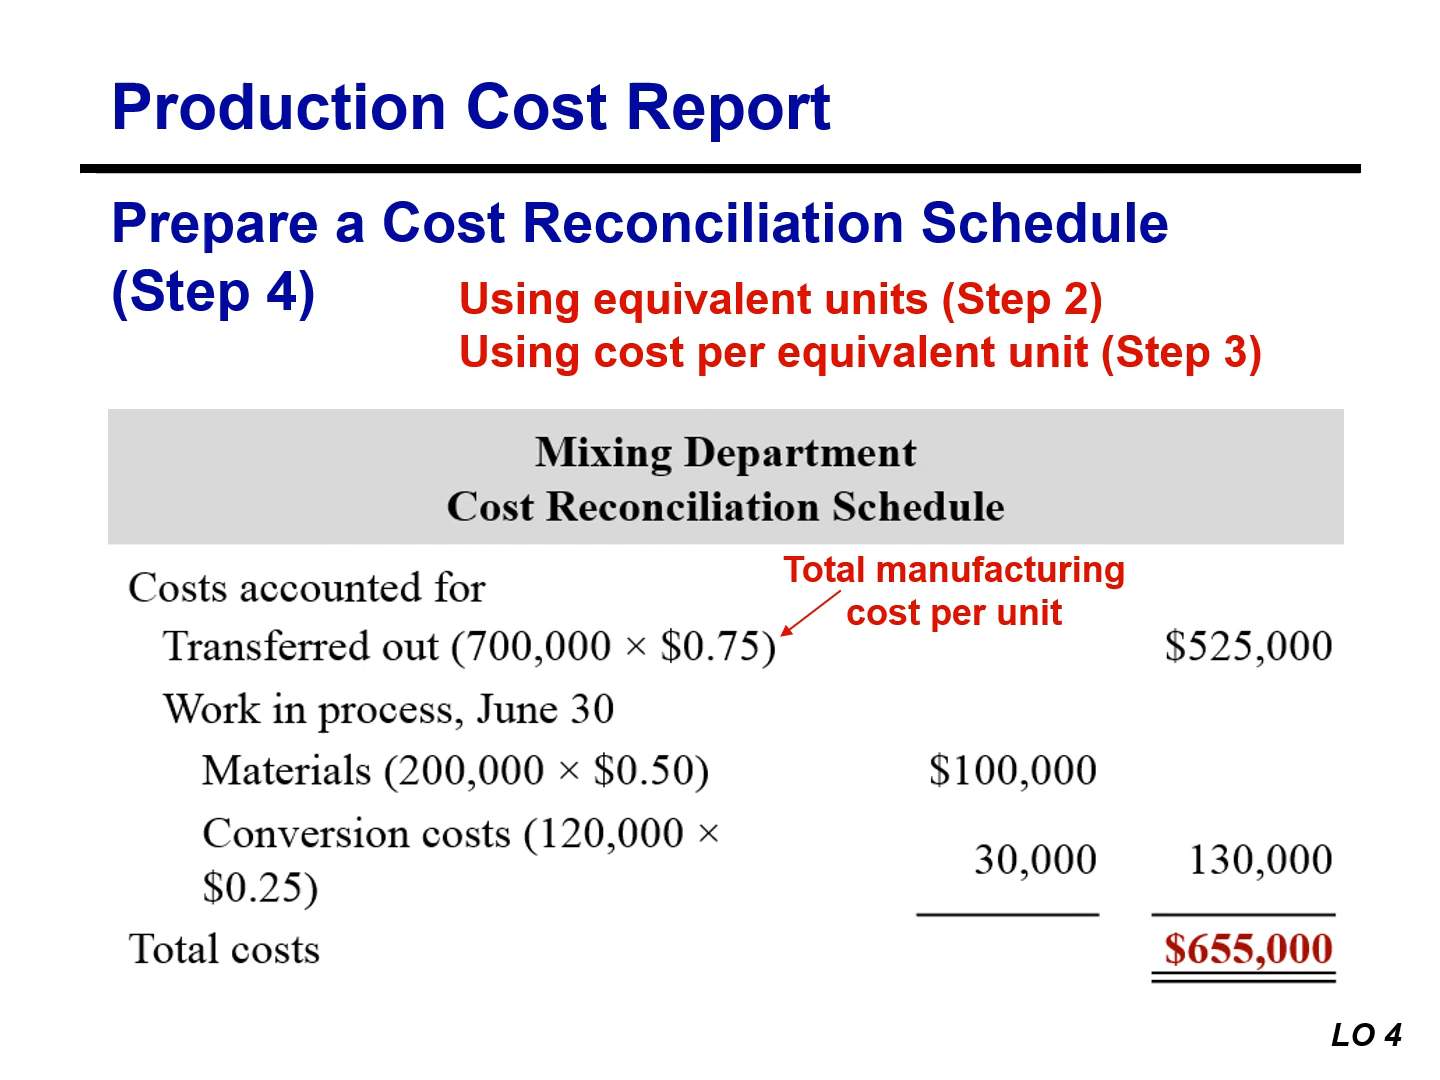 Production Cost Report
Prepare a Cost Reconciliation Schedule
(Step 4)
Using equivalent units (Step 2)
Using cost per equivalent unit (Step 3)
Mixing Department
Cost Reconciliation Schedule
Costs accounted for
Total manufacturing
cost per unit
Transferred out (700,000 × $0.75) $525,000
Work in process, June 30
Materials (200,000 × $0.50) $100,000
Conversion costs (120,000 ×
$0.25) 30,000 130,000
Total costs $655,000
LO 4